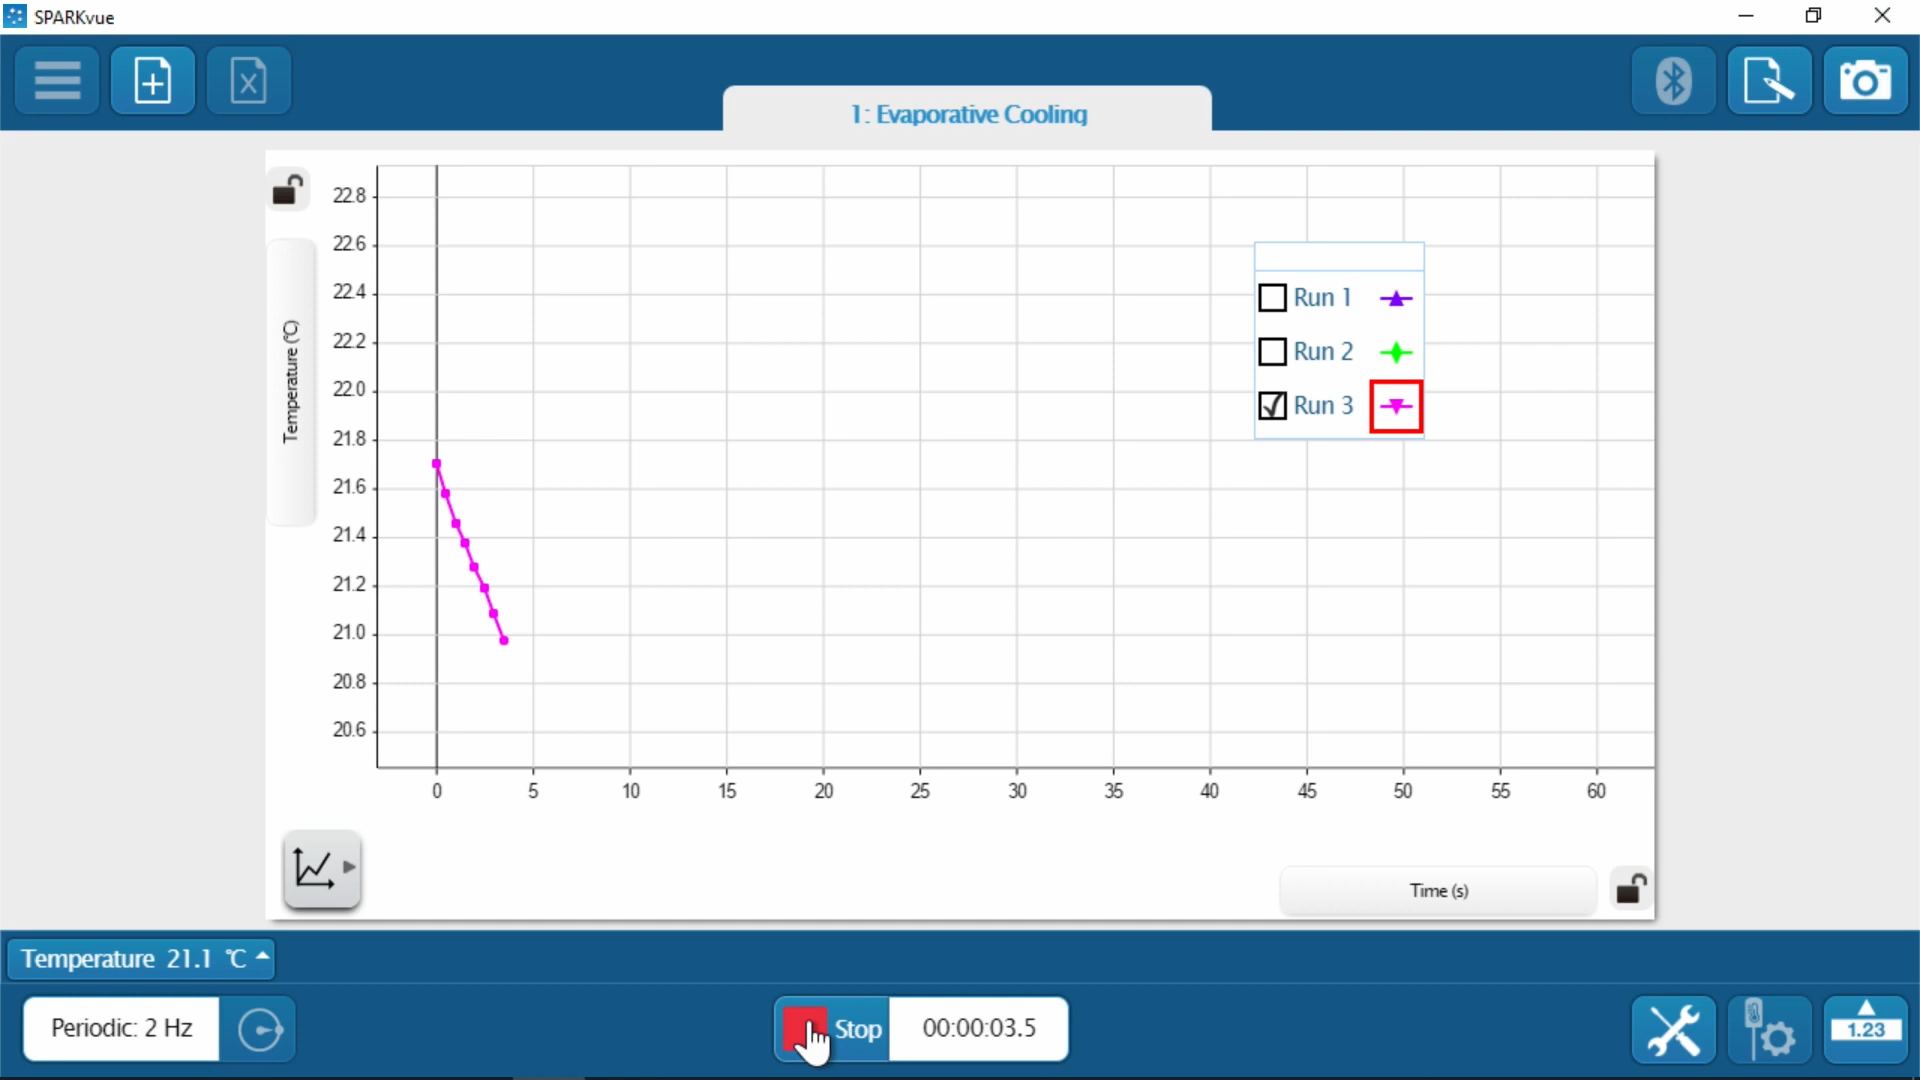 SPARKvue
1: Evaporative Cooling
22.8
22.6
22.4
22.2
22.0
21.8
21.6
21.4
21.2
21.0
20.8
20.6
Temperature (℃)
Run 1
Run 2
Run 3
0 5 10 15 20 25 30 35 40 45 50 55 60
Time (s)
Temperature 21.1 ℃
Periodic: 2 Hz
Stop 00:00:03.5
1.23